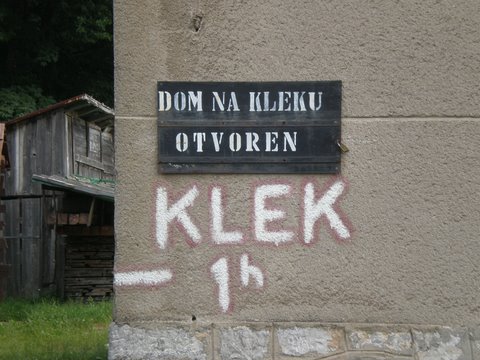 DOM NA KLEKU
OTVOREN
KLEK
– 1h